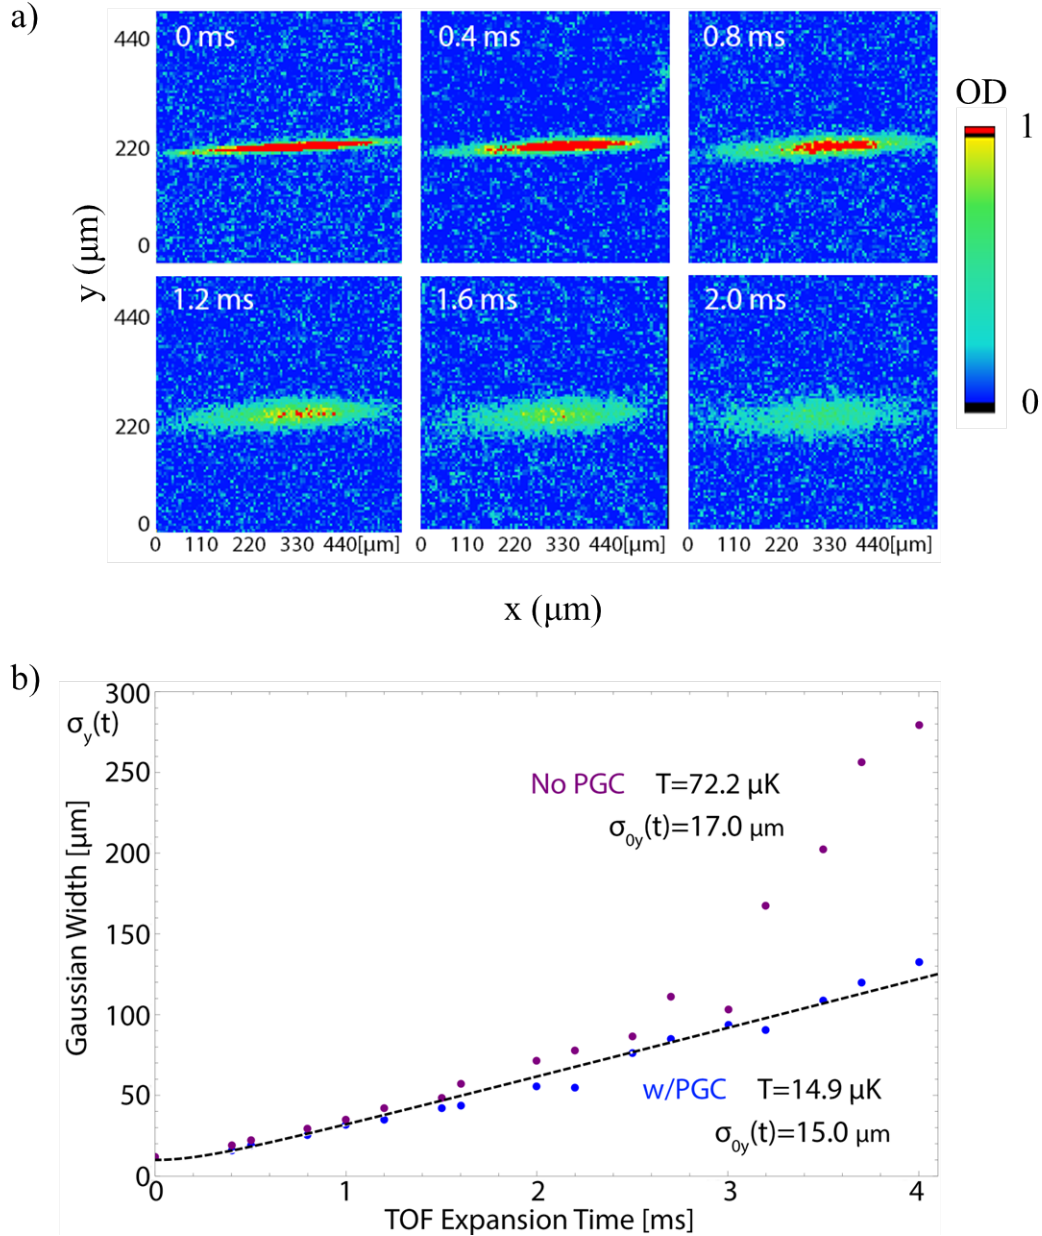 a)
0 ms
0.4 ms
0.8 ms
440
220
0
OD
1
0
y (μm)
1.2 ms
1.6 ms
2.0 ms
440
220
0
0 110 220 330 440[μm]
0 110 220 330 440[μm]
0 110 220 330 440[μm]
x (μm)
b)
300
250
200
150
100
50
0
σy(t)
Gaussian Width [μm]
No PGC T=72.2 μK
σ0y(t)=17.0 μm
w/PGC T=14.9 μK
σ0y(t)=15.0 μm
0 1 2 3 4
TOF Expansion Time [ms]